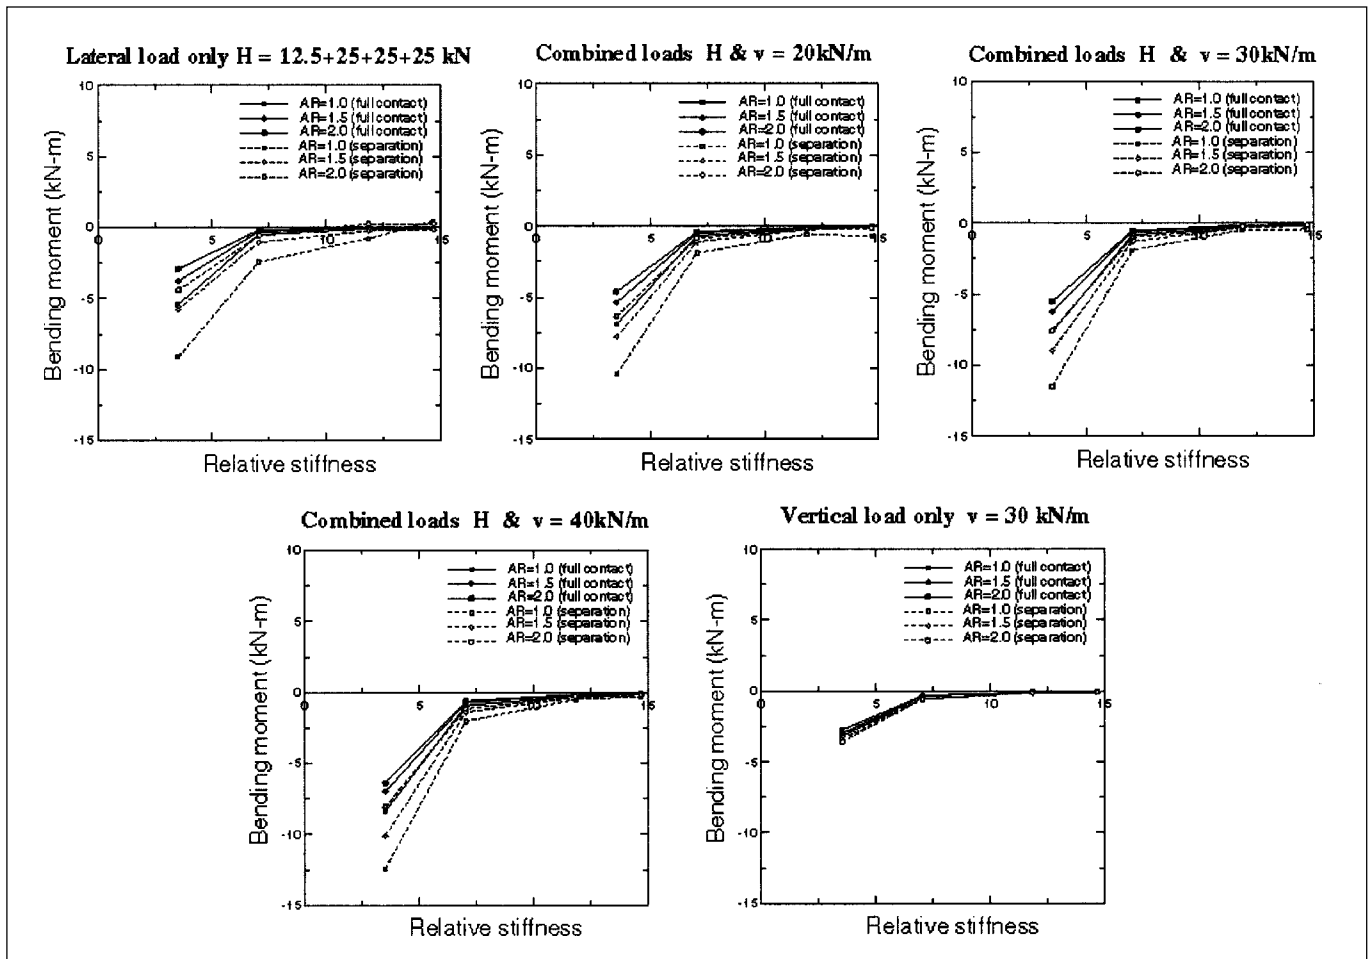 Lateral load only H = 12.5+25+25+25 kN
10
5
0
-5
-10
-15
0
5
10
15
AR=1.0 (full contact)
AR=1.5 (full contact)
AR=2.0 (full contact)
AR=1.0 (separation)
AR=1.5 (separation)
AR=2.0 (separation)
Bending moment (kN-m)
Relative stiffness
Combined loads H & v = 20kN/m
10
5
0
-5
-10
-15
0
5
10
15
AR=1.0 (full contact)
AR=1.5 (full contact)
AR=2.0 (full contact)
AR=1.0 (separation)
AR=1.5 (separation)
AR=2.0 (separation)
Bending moment (kN-m)
Relative stiffness
Combined loads H & v = 30kN/m
10
5
0
-5
-10
-15
0
5
10
15
AR=1.0 (full contact)
AR=1.5 (full contact)
AR=2.0 (full contact)
AR=1.0 (separation)
AR=1.5 (separation)
AR=2.0 (separation)
Bending moment (kN-m)
Relative stiffness
Combined loads H & v = 40kN/m
10
5
0
-5
-10
-15
0
5
10
15
AR=1.0 (full contact)
AR=1.5 (full contact)
AR=2.0 (full contact)
AR=1.0 (separation)
AR=1.5 (separation)
AR=2.0 (separation)
Bending moment (kN-m)
Relative stiffness
Vertical load only v = 30 kN/m
10
5
0
-5
-10
-15
0
5
10
15
AR=1.0 (full contact)
AR=1.5 (full contact)
AR=2.0 (full contact)
AR=1.0 (separation)
AR=1.5 (separation)
AR=2.0 (separation)
Bending moment (kN-m)
Relative stiffness